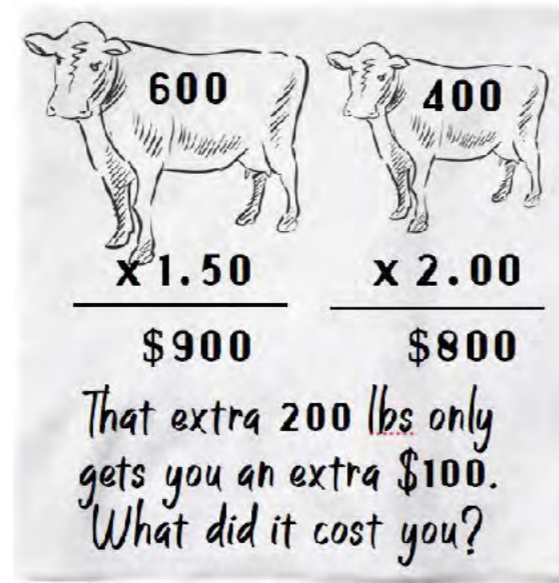 600 400
x 1.50 x 2.00
$900 $800
That extra 200 lbs only
gets you an extra $100.
What did it cost you?